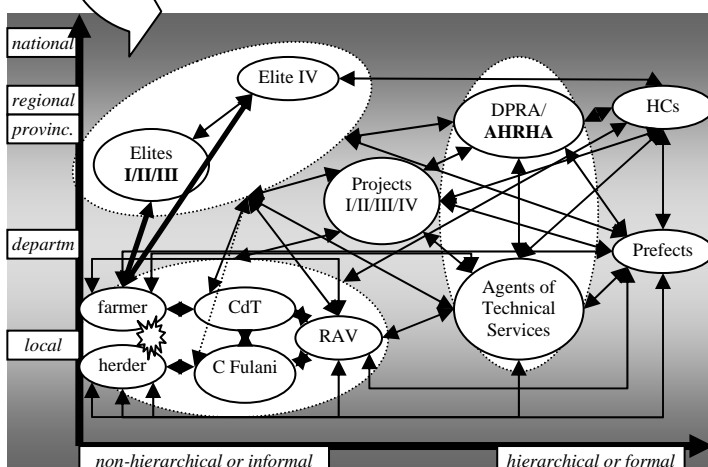 national
regional
provinc.
departm
local
Elite IV
Elites
I/II/III
DPRA/
AHRHA
HCs
Projects
I/II/III/IV
Prefects
farmer
CdT
RAV
Agents of
Technical
Services
herder
C Fulani
non-hierarchical or informal
hierarchical or formal